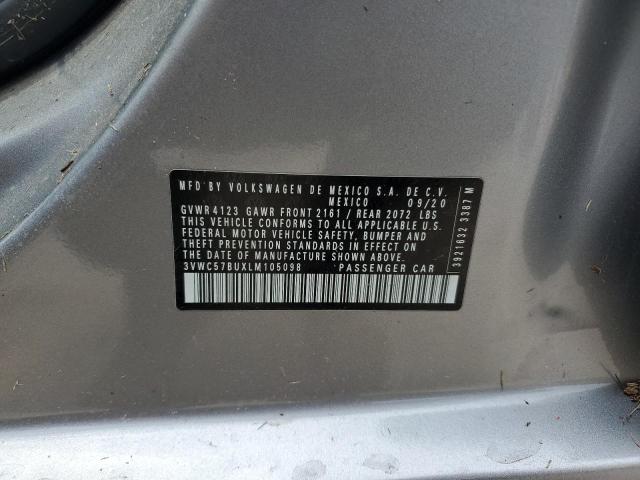 MFD BY VOLKSWAGEN DE MEXICO S.A. DE C.V.
MEXICO 09/20
GVWR 4123 GAWR FRONT 2161 / REAR 2072 LBS
THIS VEHICLE CONFORMS TO ALL APPLICABLE U.S.
FEDERAL MOTOR VEHICLE SAFETY, BUMPER AND
THEFT PREVENTION STANDARDS IN EFFECT ON
THE DATE OF MANUFACTURE SHOWN ABOVE.
3VWC57BUXLM105098 PASSENGER CAR
3921632 3387 M